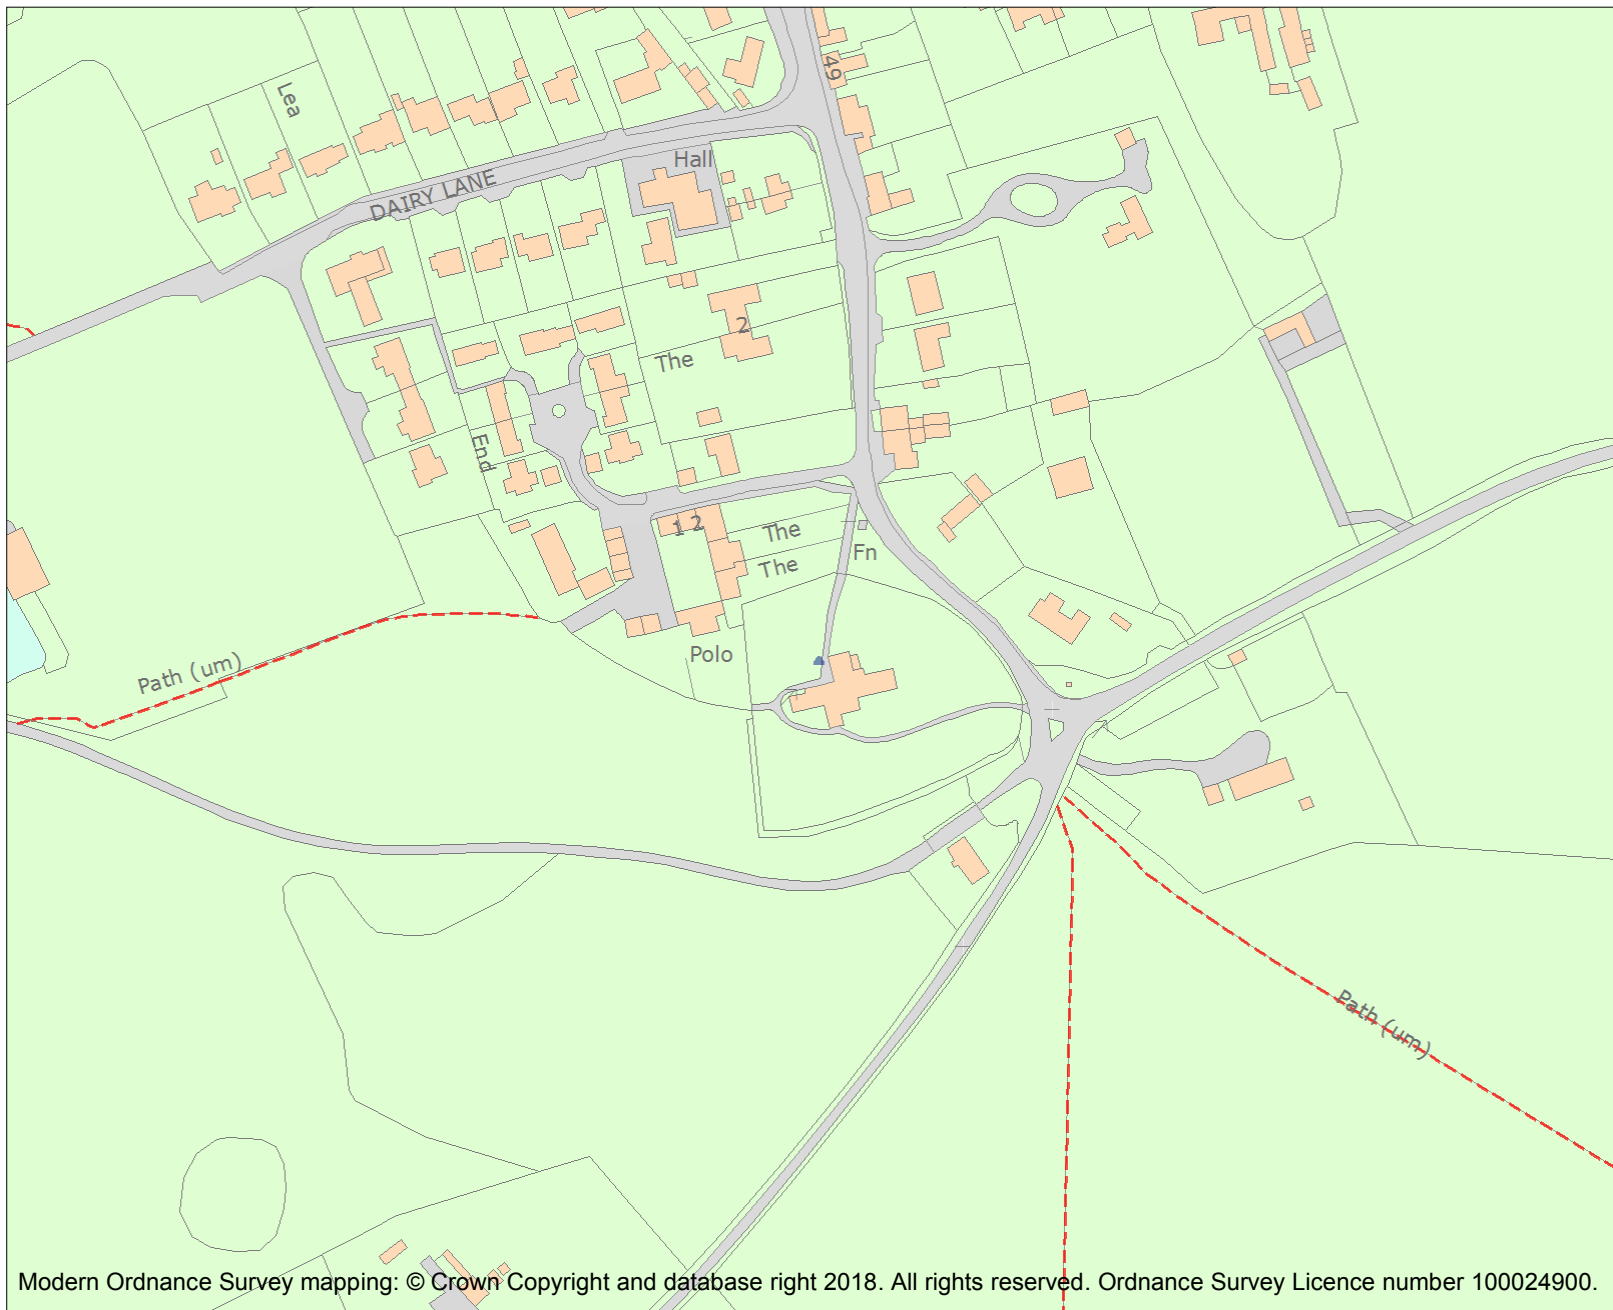 49
Lea
Hall
DAIRY LANE
2
The
End
1 2
The
Fn
The
Polo
Path (um)
Path (um)
Modern Ordnance Survey mapping: © Crown Copyright and database right 2018. All rights reserved. Ordnance Survey Licence number 100024900.